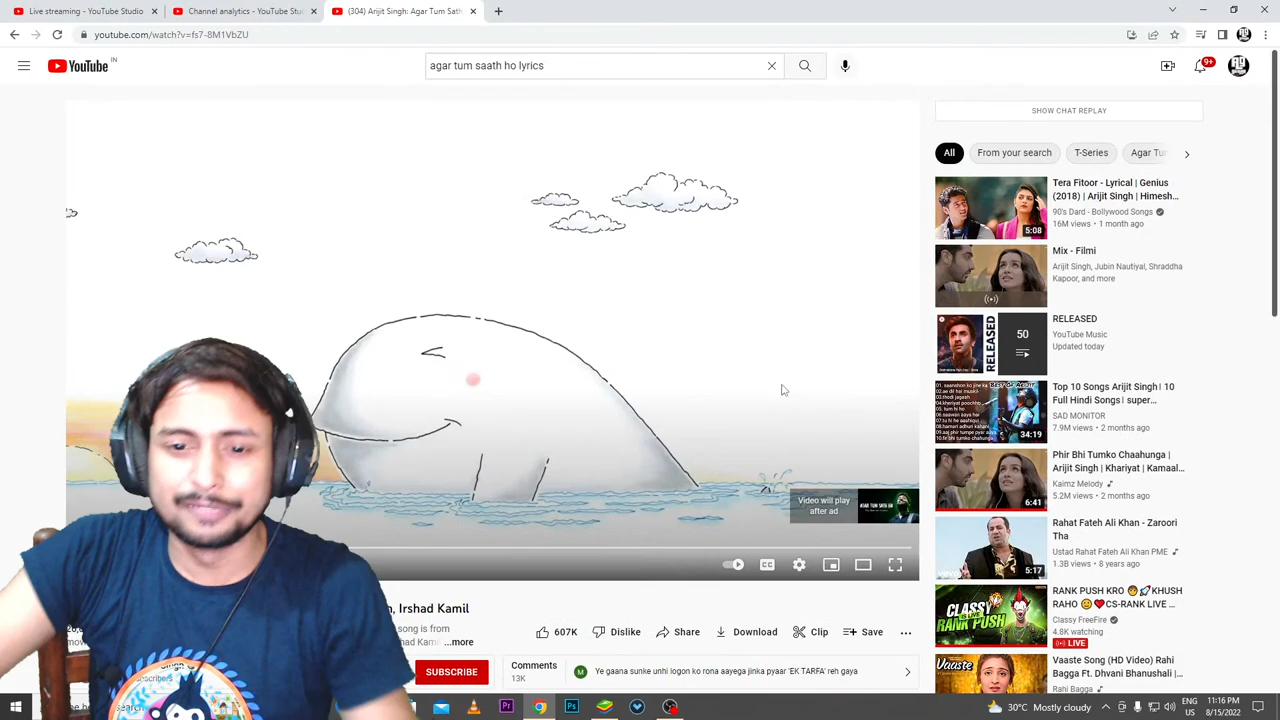 Live streaming - YouTube Studio
Channel analytics - YouTube Stud
(304) Arijit Singh: Agar Tum Sath
youtube.com/watch?v=fs7-8M1VbZU
YouTube IN
agar tum saath ho lyrics
9+
SHOW CHAT REPLAY
All
From your search
T-Series
Agar Tum
Tera Fitoor - Lyrical | Genius
(2018) | Arijit Singh | Himesh...
90's Dard - Bollywood Songs
16M views • 1 month ago
5:08
Mix - Filmi
Arijit Singh, Jubin Nautiyal, Shraddha
Kapoor, and more
RELEASED
50
RELEASED
YouTube Music
Updated today
Top 10 Songs Arijit Singh| 10
Full Hindi Songs| super...
SAD MONITOR
7.9M views • 2 months ago
34:19
Phir Bhi Tumko Chaahunga |
Arijit Singh | Khariyat | Kamaal...
Kaimz Melody
5.2M views • 2 months ago
6:41
Video will play
after ad
Rahat Fateh Ali Khan - Zaroori
Tha
Ustad Rahat Fateh Ali Khan PME
1.3B views • 8 years ago
5:17
RANK PUSH KRO 🧑🚀KHUSH
RAHO 😊❤CS-RANK LIVE ...
Classy FreeFire
4.8K watching
LIVE
CLASSY
RANK PUSH
Vaaste Song (HD Video) Rahi
Bagga Ft. Dhvani Bhanushali |...
Rahi Bagga
Vaaste
, Irshad Kamil
song is from
...more
607K
Dislike
Share
Download
Clip
Save
SUBSCRIBE
Comments
13K
M
Ye gaana sunke unhi logon ko rona aayega jinka pyaar 'EK TARFA' reh gaya
Pr
Ps
30°C Mostly cloudy
ENG
US
11:16 PM
8/15/2022